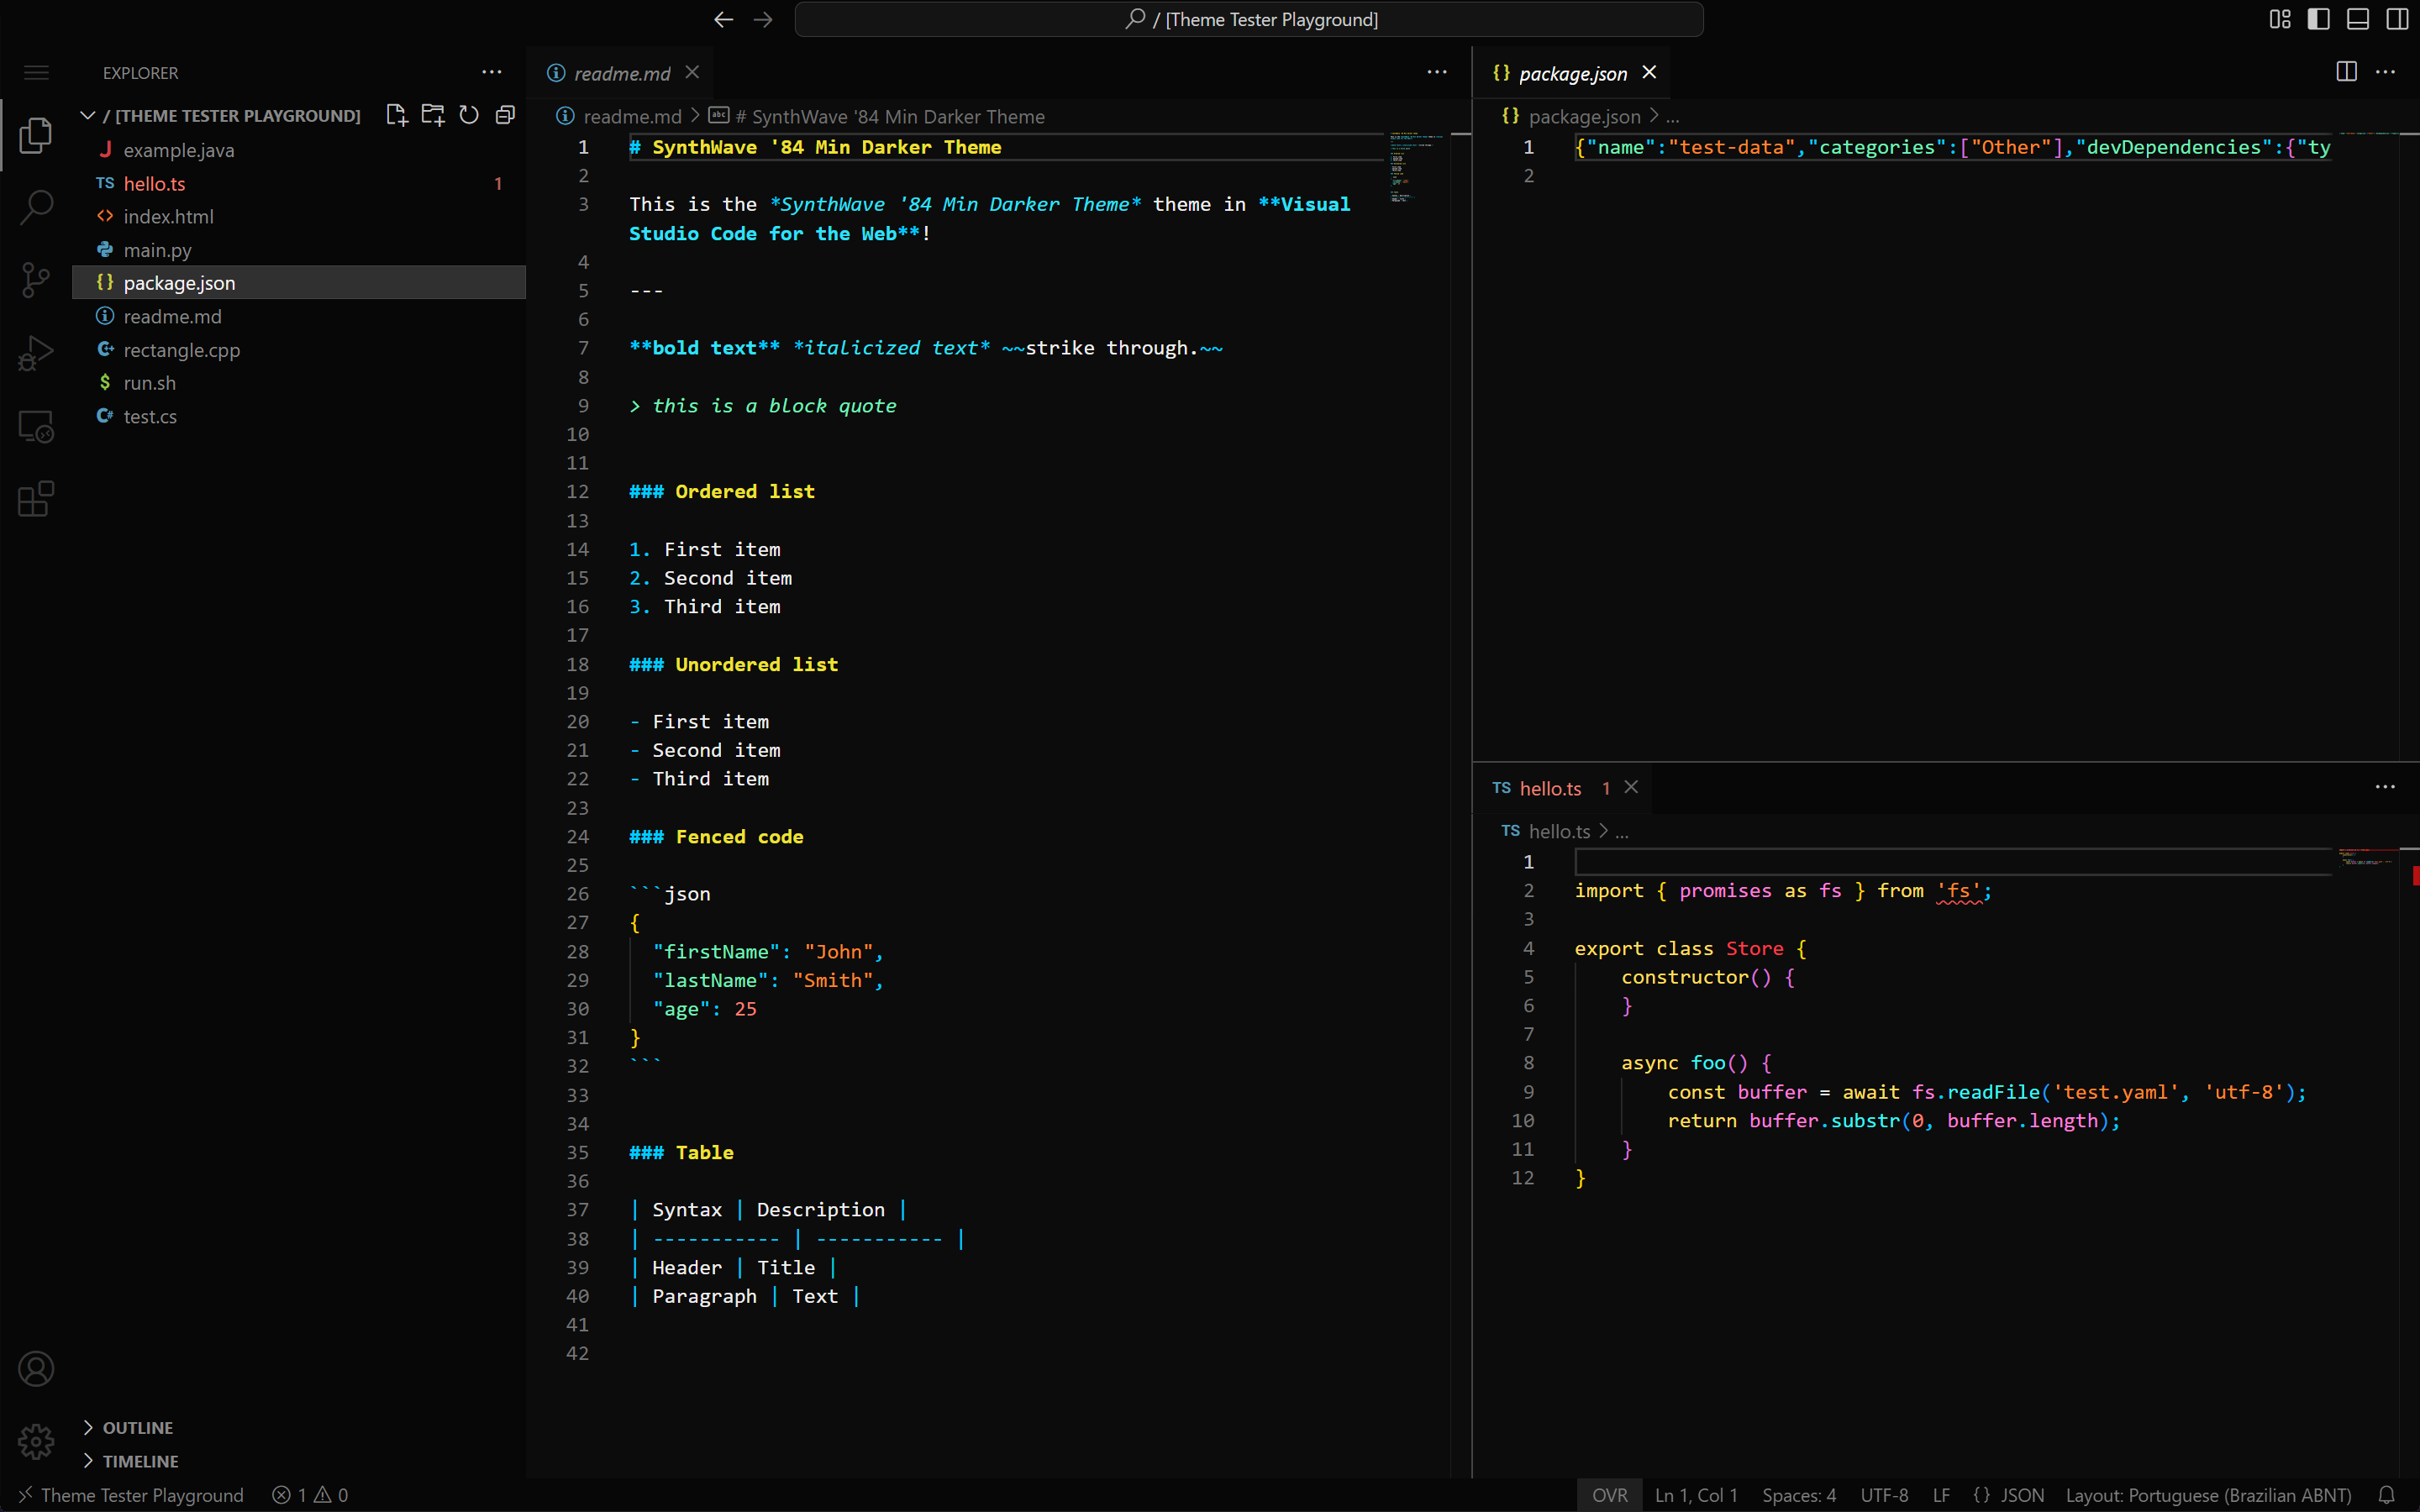 / [Theme Tester Playground]
EXPLORER
/ [THEME TESTER PLAYGROUND]
J example.java
TS hello.ts 1
<> index.html
main.py
{} package.json
readme.md
C+ rectangle.cpp
$ run.sh
C# test.cs
OUTLINE
TIMELINE
readme.md
readme.md > abc # SynthWave '84 Min Darker Theme
1 # SynthWave '84 Min Darker Theme
2
3 This is the *SynthWave '84 Min Darker Theme* theme in **Visual
Studio Code for the Web**!
4
5 ---
6
7 **bold text** *italicized text* ~~strike through.~~
8
9 > this is a block quote
10
11
12 ### Ordered list
13
14 1. First item
15 2. Second item
16 3. Third item
17
18 ### Unordered list
19
20 - First item
21 - Second item
22 - Third item
23
24 ### Fenced code
25
26 ```json
27 {
28   "firstName": "John",
29   "lastName": "Smith",
30   "age": 25
31 }
32 ```
33
34
35 ### Table
36
37 | Syntax | Description |
38 | ----------- | ----------- |
39 | Header | Title |
40 | Paragraph | Text |
41
42
{} package.json
{} package.json > ...
1 {"name":"test-data","categories":["Other"],"devDependencies":{"ty
2
TS hello.ts 1
TS hello.ts > ...
1
2 import { promises as fs } from 'fs';
3
4 export class Store {
5     constructor() {
6     }
7
8     async foo() {
9         const buffer = await fs.readFile('test.yaml', 'utf-8');
10         return buffer.substr(0, buffer.length);
11     }
12 }
Theme Tester Playground 1 0
OVR Ln 1, Col 1 Spaces: 4 UTF-8 LF {} JSON Layout: Portuguese (Brazilian ABNT)